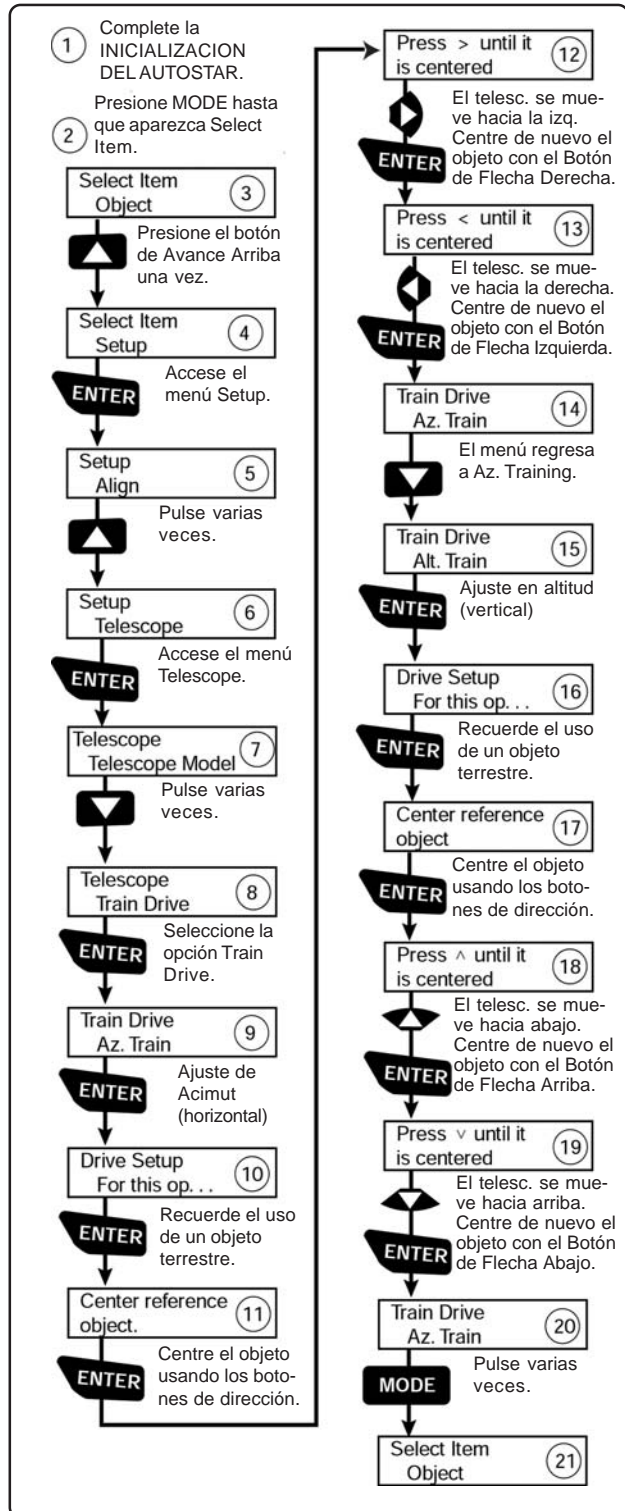 1 Complete la
INICIALIZACION
DEL AUTOSTAR.
2 Presione MODE hasta
que aparezca Select
Item.
Select Item
Object 3
Presione el botón
de Avance Arriba
una vez.
Select Item
Setup 4
ENTER
Accese el
menú Setup.
Setup
Align 5
Pulse varias
veces.
Setup
Telescope 6
ENTER
Accese el menú
Telescope.
Telescope
Telescope Model 7
Pulse varias
veces.
Telescope
Train Drive 8
ENTER
Seleccione la
opción Train
Drive.
Train Drive
Az. Train 9
ENTER
Ajuste de
Acimut
(horizontal)
Drive Setup
For this op. . . 10
ENTER
Recuerde el uso
de un objeto
terrestre.
Center reference
object. 11
ENTER
Centre el objeto
usando los boto-
nes de dirección.
Press > until it
is centered 12
ENTER
El telesc. se mue-
ve hacia la izq.
Centre de nuevo el
objeto con el Botón
de Flecha Derecha.
Press < until it
is centered 13
ENTER
El telesc. se mue-
ve hacia la derecha.
Centre de nuevo el
objeto con el Botón
de Flecha Izquierda.
Train Drive
Az. Train 14
El menú regresa
a Az. Training.
Train Drive
Alt. Train 15
ENTER
Ajuste en altitud
(vertical)
Drive Setup
For this op. . . 16
ENTER
Recuerde el uso
de un objeto
terrestre.
Center reference
object 17
ENTER
Centre el objeto
usando los boto-
nes de dirección.
Press ^ until it
is centered 18
ENTER
El telesc. se mue-
ve hacia abajo.
Centre de nuevo el
objeto con el Botón
de Flecha Arriba.
Press v until it
is centered 19
ENTER
El telesc. se mue-
ve hacia arriba.
Centre de nuevo el
objeto con el Botón
de Flecha Abajo.
Train Drive
Az. Train 20
MODE
Pulse varias
veces.
Select Item
Object 21